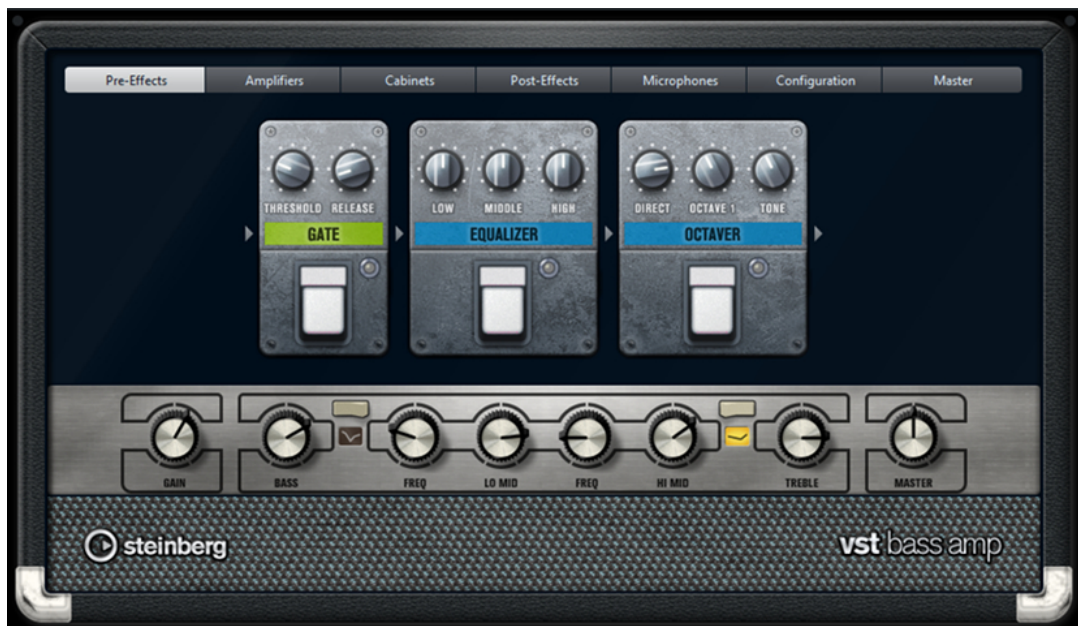 Pre-Effects Amplifiers Cabinets Post-Effects Microphones Configuration Master
THRESHOLD RELEASE LOW MIDDLE HIGH DIRECT OCTAVE 1 TONE
GATE EQUALIZER OCTAVER
GAIN BASS FREQ LO MID FREQ HI MID TREBLE MASTER
steinberg vst bass amp